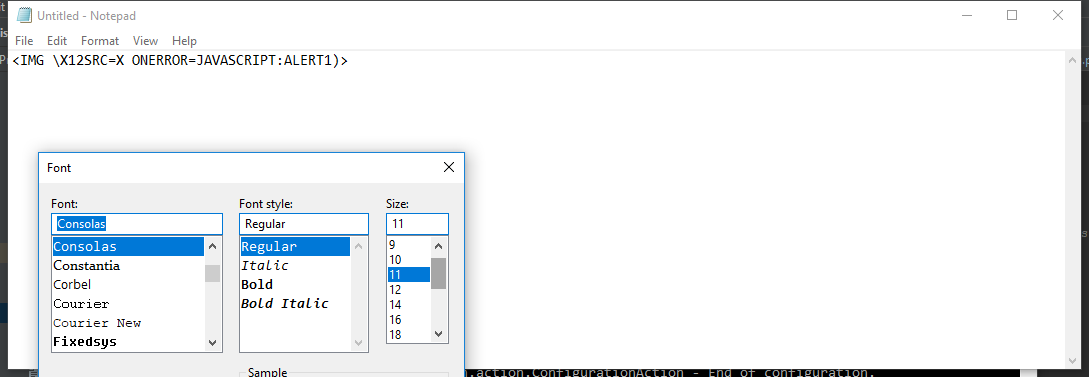 Untitled - Notepad
File Edit Format View Help
<IMG \X12SRC=X ONERROR=JAVASCRIPT:ALERT1)>
Font
Font: Font style: Size:
Consolas Regular 11
Consolas Regular 9
Constantia Italic 10
Corbel Bold 11
Courier Bold Italic 12
Courier New 14
Fixedsys 16
18
Sample
.action.ConfigurationAction - End of configuration.